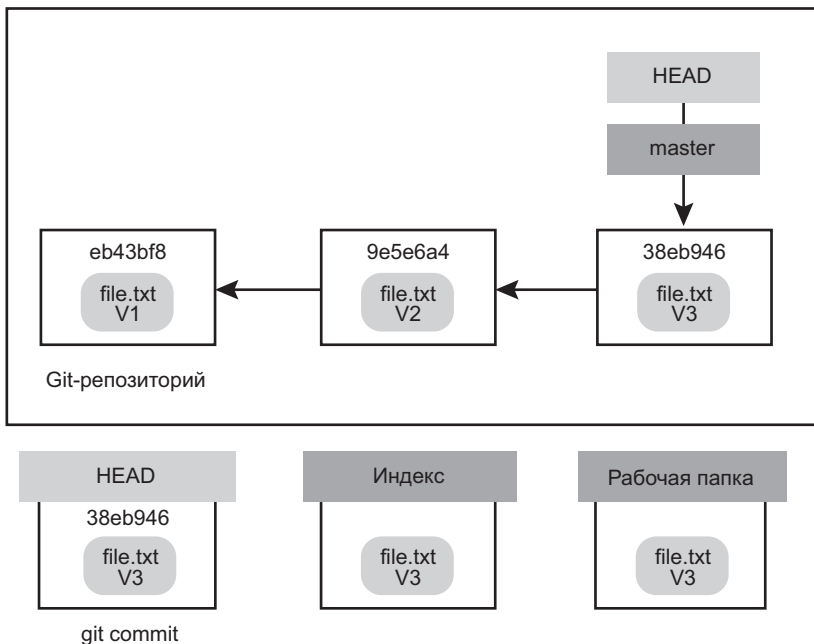 HEAD
master
eb43bf8
file.txt
V1
9e5e6a4
file.txt
V2
38eb946
file.txt
V3
Git-репозиторий
HEAD
38eb946
file.txt
V3
git commit
Индекс
file.txt
V3
Рабочая папка
file.txt
V3